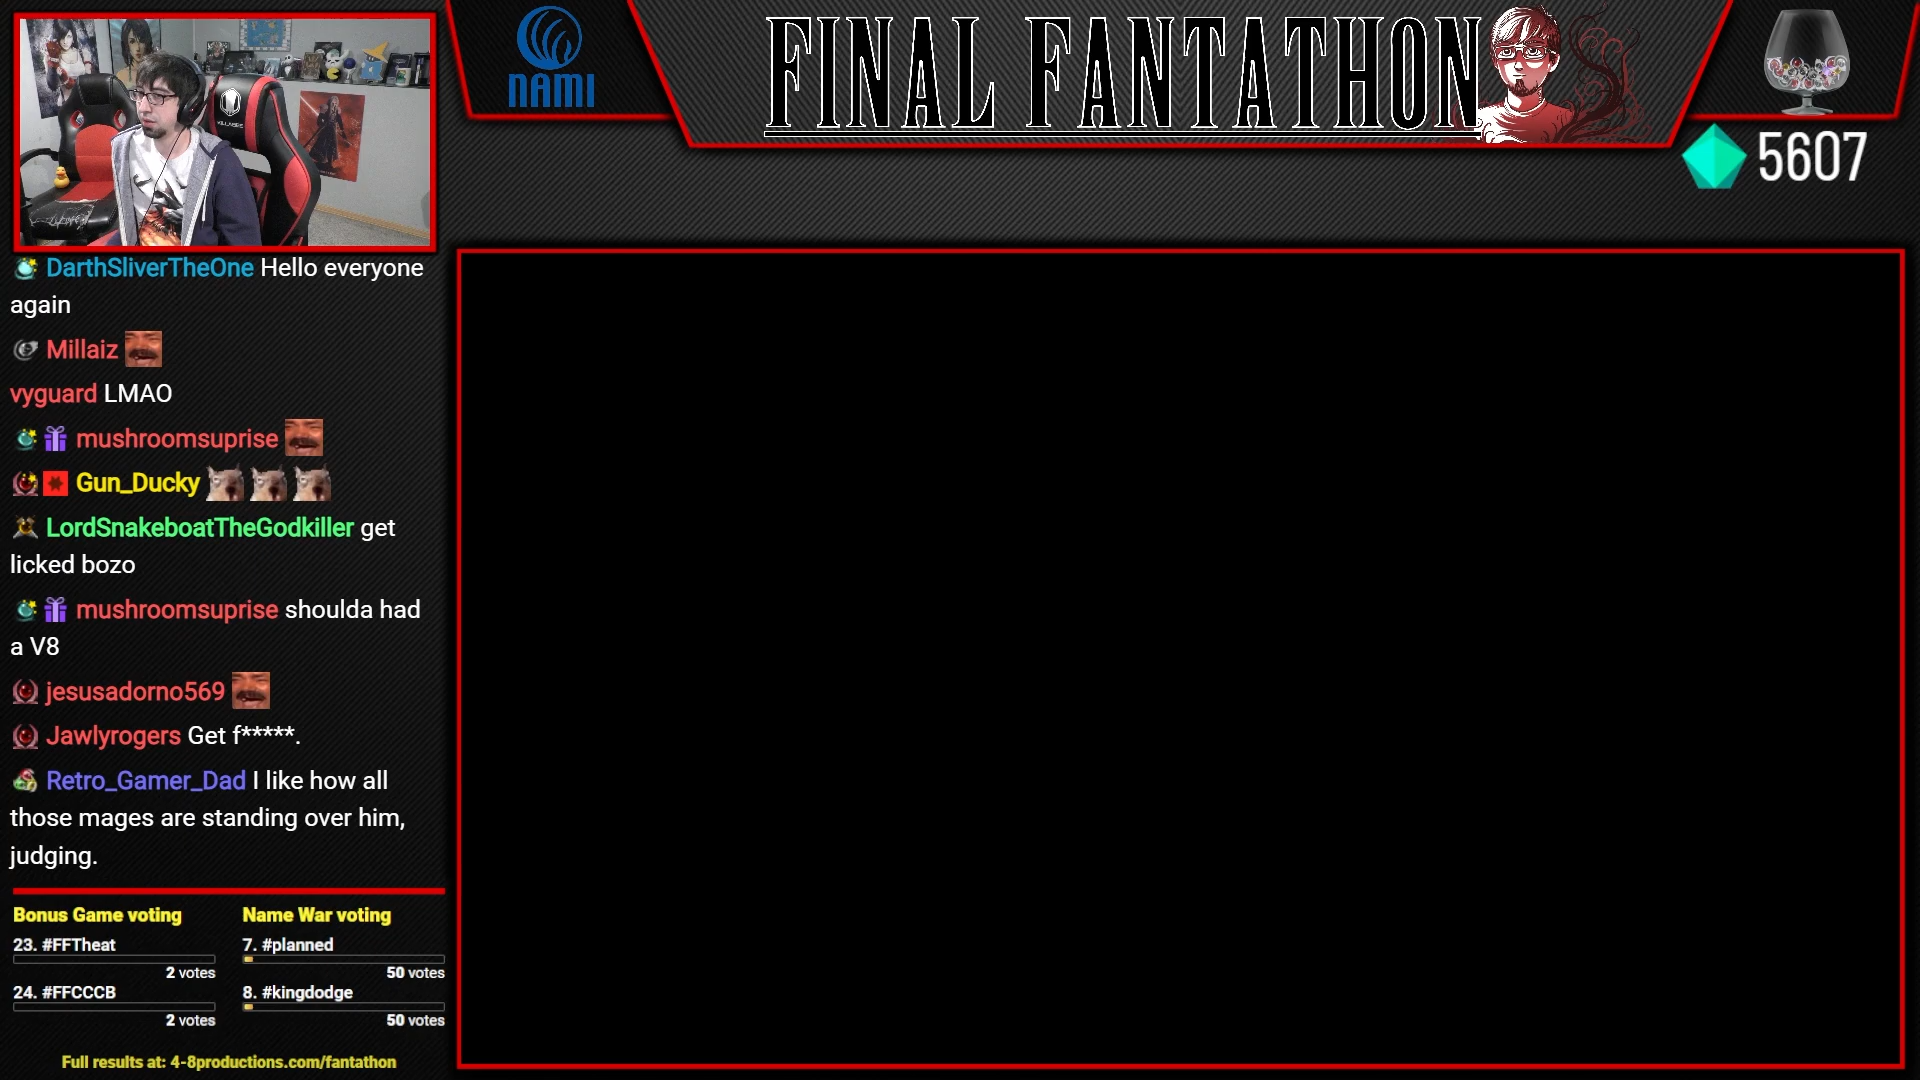 NAMI
FINAL FANTATHON
5607
DarthSliverTheOne Hello everyone
again
Millaiz
vyguard LMAO
mushroomsuprise
Gun_Ducky
LordSnakeboatTheGodkiller get
licked bozo
mushroomsuprise shoulda had
a V8
jesusadorno569
Jawlyrogers Get f*****.
Retro_Gamer_Dad I like how all
those mages are standing over him,
judging.
Bonus Game voting
23. #FFTheat
2 votes
24. #FFCCCB
2 votes
Name War voting
7. #planned
50 votes
8. #kingdodge
50 votes
Full results at: 4-8productions.com/fantathon